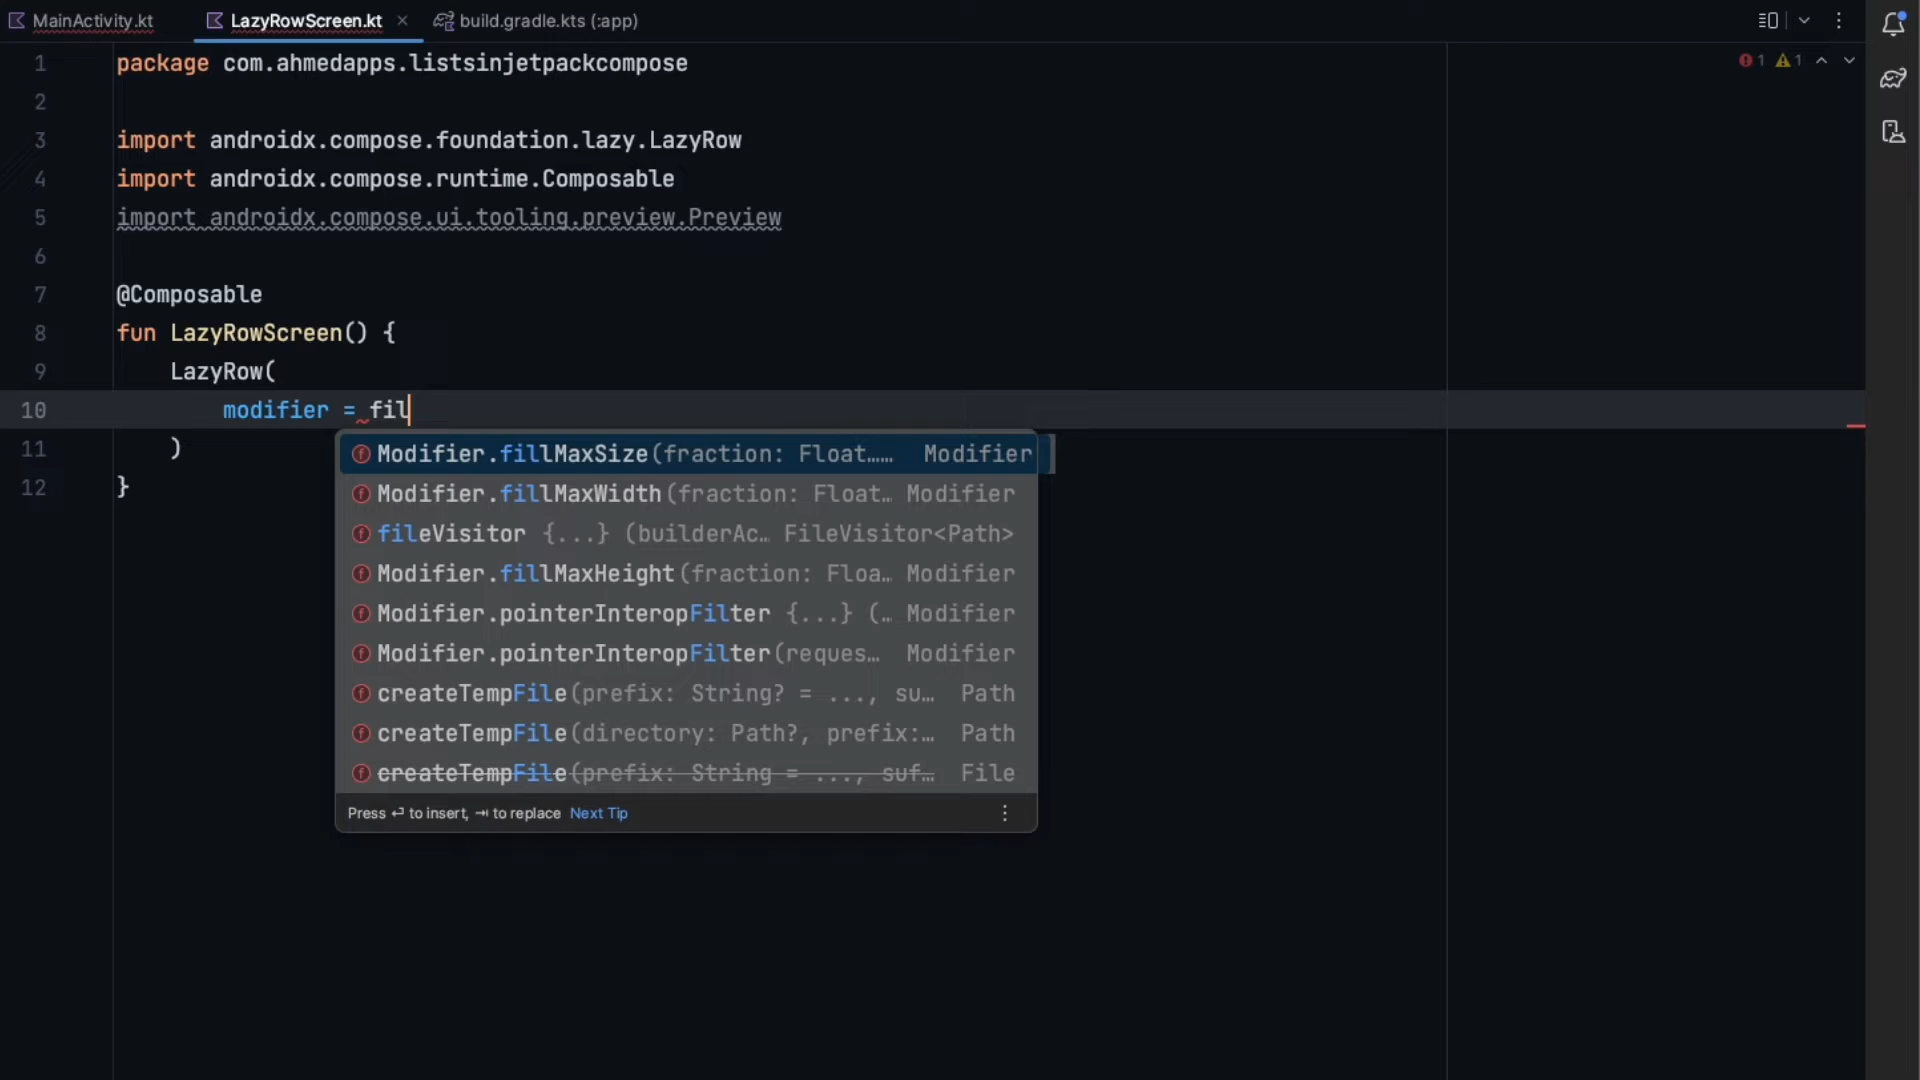 MainActivity.kt LazyRowScreen.kt build.gradle.kts (:app)
1 package com.ahmedapps.listsinjetpackcompose 1 1
2
3 import androidx.compose.foundation.lazy.LazyRow
4 import androidx.compose.runtime.Composable
5 import androidx.compose.ui.tooling.preview.Preview
6
7 @Composable
8 fun LazyRowScreen() {
9 LazyRow(
10 modifier = fil
11 )
12 }
Modifier.fillMaxSize(fraction: Float…… Modifier
Modifier.fillMaxWidth(fraction: Float… Modifier
fileVisitor {...} (builderAc… FileVisitor<Path>
Modifier.fillMaxHeight(fraction: Floa… Modifier
Modifier.pointerInteropFilter {...} (… Modifier
Modifier.pointerInteropFilter(reques… Modifier
createTempFile(prefix: String? = ..., su… Path
createTempFile(directory: Path?, prefix:… Path
createTempFile(prefix: String = ..., suf… File
Press ⏎ to insert, ⇥ to replace Next Tip